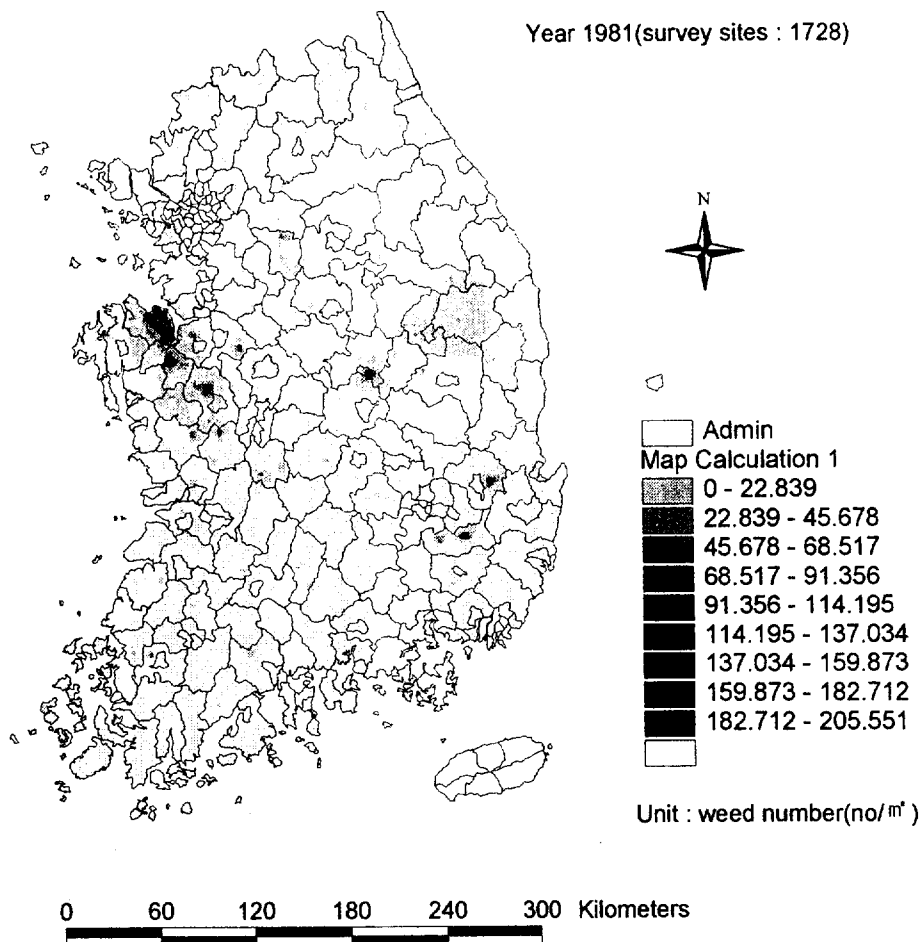 Year 1981(survey sites : 1728)
N
Admin
Map Calculation 1
0 - 22.839
22.839 - 45.678
45.678 - 68.517
68.517 - 91.356
91.356 - 114.195
114.195 - 137.034
137.034 - 159.873
159.873 - 182.712
182.712 - 205.551
Unit : weed number(no/㎡)
0 60 120 180 240 300 Kilometers